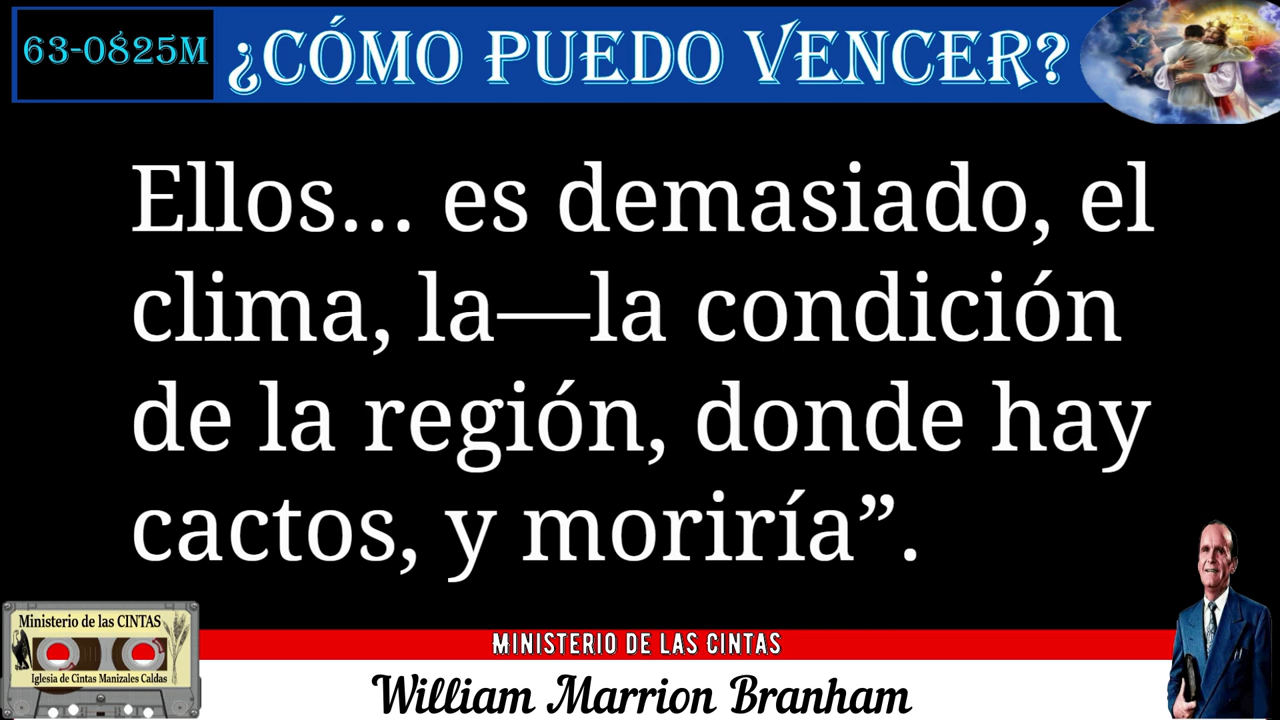 63-0825M
¿CÓMO PUEDO VENCER?
Ellos... es demasiado, el
clima, la—la condición
de la región, donde hay
cactos, y moriría”.
Ministerio de las CINTAS
Iglesia de Cintas Manizales Caldas
MINISTERIO DE LAS CINTAS
William Marrion Branham